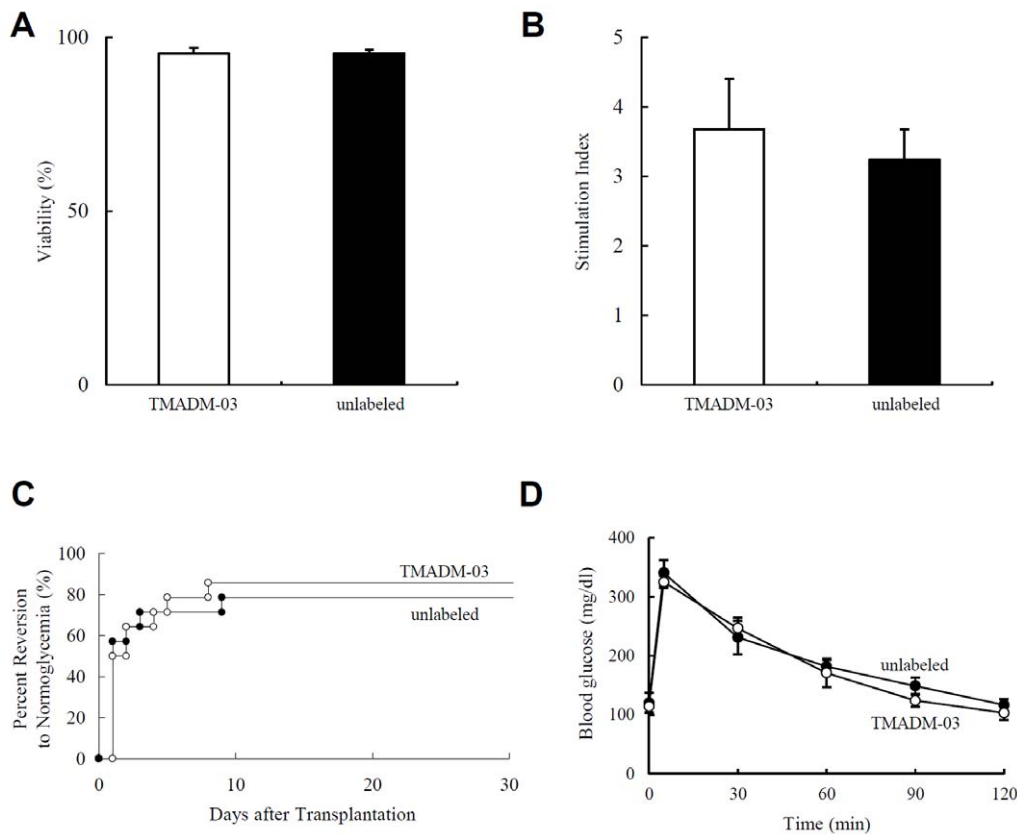 A
100
50
0
Viability (%)
TMADM-03
unlabeled
B
5
4
3
2
1
0
Stimulation Index
TMADM-03
unlabeled
C
100
80
60
40
20
0
Percent Reversion
to Normoglycemia (%)
TMADM-03
unlabeled
0
10
20
30
Days after Transplantation
D
400
300
200
100
0
Blood glucose (mg/dl)
unlabeled
TMADM-03
0
30
60
90
120
Time (min)